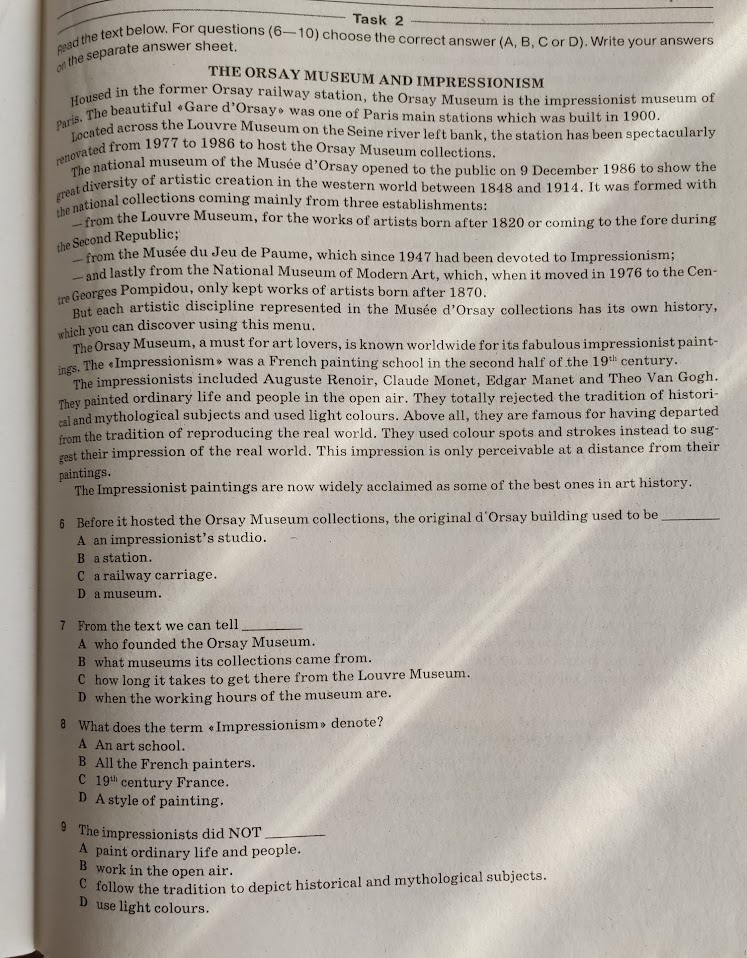 Task 2
Read the text below. For questions (6—10) choose the correct answer (A, B, C or D). Write your answers
on the separate answer sheet.
THE ORSAY MUSEUM AND IMPRESSIONISM
Housed in the former Orsay railway station, the Orsay Museum is the impressionist museum of
Paris. The beautiful «Gare d'Orsay» was one of Paris main stations which was built in 1900.
Located across the Louvre Museum on the Seine river left bank, the station has been spectacularly
renovated from 1977 to 1986 to host the Orsay Museum collections.
The national museum of the Musée d'Orsay opened to the public on 9 December 1986 to show the
great diversity of artistic creation in the western world between 1848 and 1914. It was formed with
the national collections coming mainly from three establishments:
— from the Louvre Museum, for the works of artists born after 1820 or coming to the fore during
the Second Republic;
— from the Musée du Jeu de Paume, which since 1947 had been devoted to Impressionism;
— and lastly from the National Museum of Modern Art, which, when it moved in 1976 to the Cen-
tre Georges Pompidou, only kept works of artists born after 1870.
But each artistic discipline represented in the Musée d'Orsay collections has its own history,
which you can discover using this menu.
The Orsay Museum, a must for art lovers, is known worldwide for its fabulous impressionist paint-
ings. The «Impressionism» was a French painting school in the second half of the 19th century.
The impressionists included Auguste Renoir, Claude Monet, Edgar Manet and Theo Van Gogh.
They painted ordinary life and people in the open air. They totally rejected the tradition of histori-
cal and mythological subjects and used light colours. Above all, they are famous for having departed
from the tradition of reproducing the real world. They used colour spots and strokes instead to sug-
gest their impression of the real world. This impression is only perceivable at a distance from their
paintings.
The Impressionist paintings are now widely acclaimed as some of the best ones in art history.
6 Before it hosted the Orsay Museum collections, the original d'Orsay building used to be ________
A an impressionist's studio.
B a station.
C a railway carriage.
D a museum.
7 From the text we can tell ________
A who founded the Orsay Museum.
B what museums its collections came from.
C how long it takes to get there from the Louvre Museum.
D when the working hours of the museum are.
8 What does the term «Impressionism» denote?
A An art school.
B All the French painters.
C 19th century France.
D A style of painting.
9 The impressionists did NOT ________
A paint ordinary life and people.
B work in the open air.
C follow the tradition to depict historical and mythological subjects.
D use light colours.